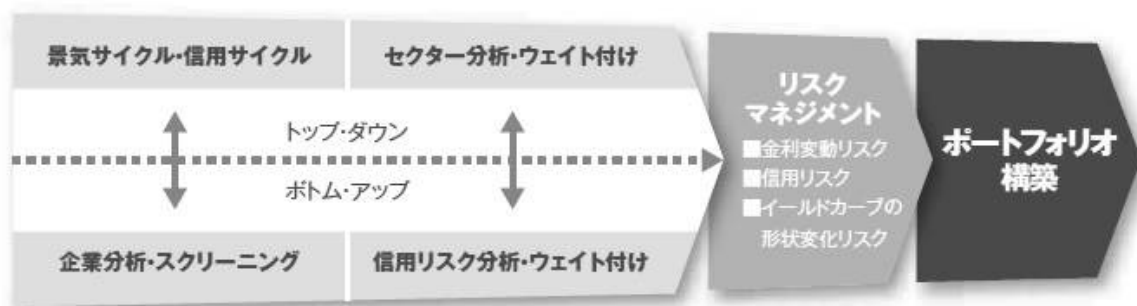 景気サイクル・信用サイクル
セクター分析・ウェイト付け
トップ・ダウン
ボトム・アップ
企業分析・スクリーニング
信用リスク分析・ウェイト付け
リスク
マネジメント
■金利変動リスク
■信用リスク
■イールドカーブの
形状変化リスク
ポートフォリオ
構築